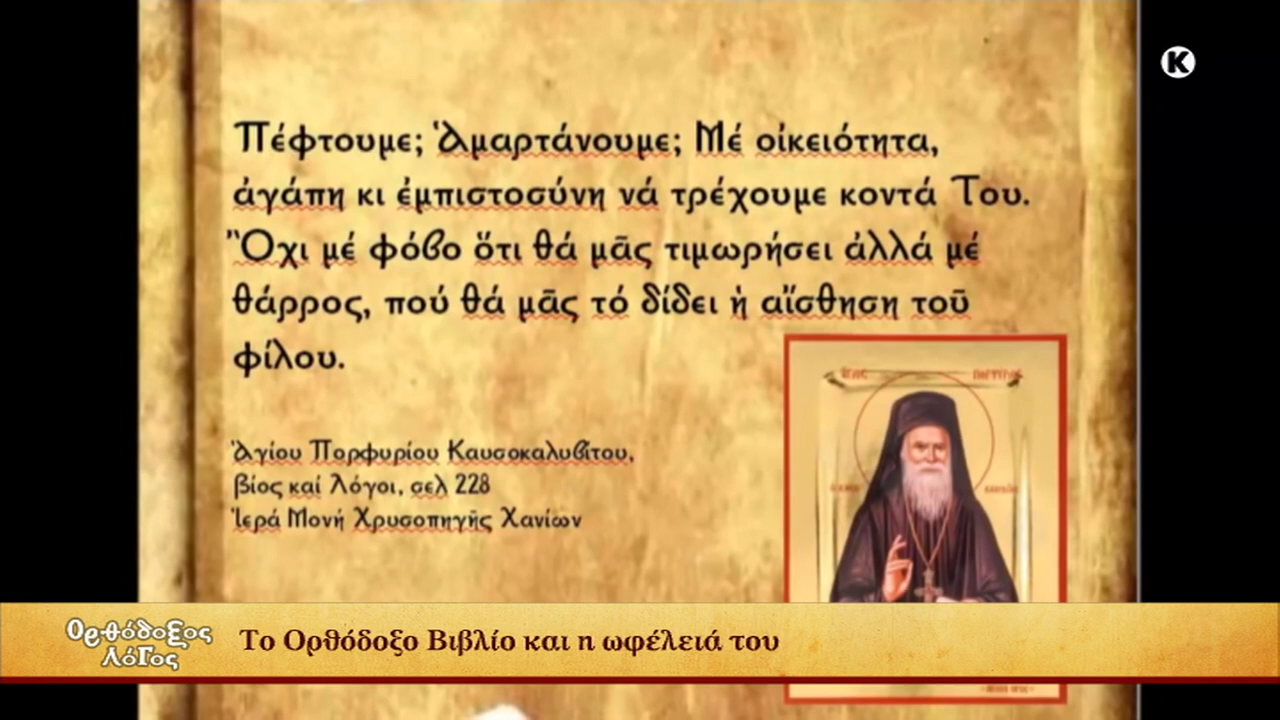 K
Πέφτουμε; Ἁμαρτάνουμε; Μέ οἰκειότητα,
ἀγάπη κι ἐμπιστοσύνη νά τρέχουμε κοντά Του.
Ὄχι μέ φόβο ὅτι θά μᾶς τιμωρήσει ἀλλά μέ
θάρρος, πού θά μᾶς τό δίδει ἡ αἴσθηση τοῦ
φίλου.
Ἁγίου Πορφυρίου Καυσοκαλυβίτου,
βίος καί Λόγοι, σελ 228
Ἱερά Μονή Χρυσοπηγῆς Χανίων
Ορθόδοξος
Λόγος
Το Ορθόδοξο Βιβλίο και η ωφέλειά του